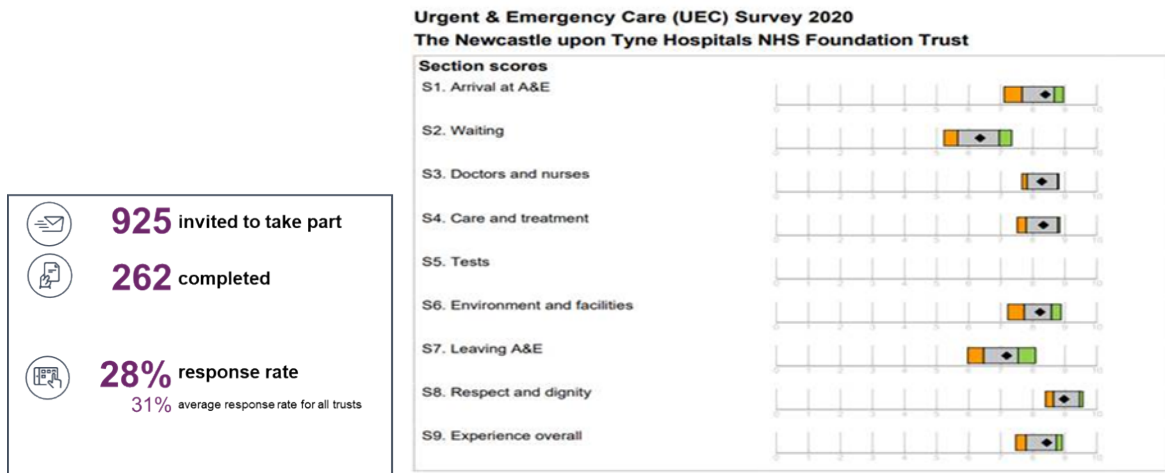 Urgent & Emergency Care (UEC) Survey 2020
The Newcastle upon Tyne Hospitals NHS Foundation Trust
Section scores
S1. Arrival at A&E
S2. Waiting
S3. Doctors and nurses
S4. Care and treatment
S5. Tests
S6. Environment and facilities
S7. Leaving A&E
S8. Respect and dignity
S9. Experience overall
925 invited to take part
262 completed
28% response rate
31% average response rate for all trusts